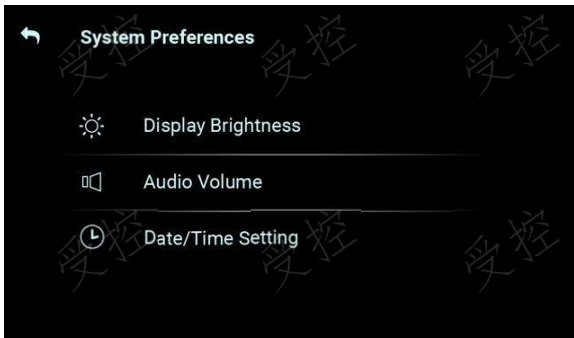 System Preferences
Display Brightness
Audio Volume
Date/Time Setting
受控
受控
受控
受控
受控
受控